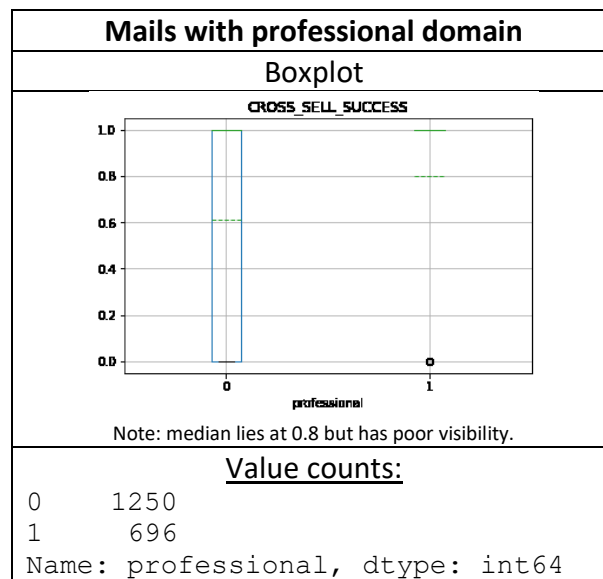 Mails with professional domain
Boxplot
CROSS_SELL_SUCCESS
1.0
0.8
0.6
0.4
0.2
0.0
0 1
professional
Note: median lies at 0.8 but has poor visibility.
Value counts:
0 1250
1 696
Name: professional, dtype: int64